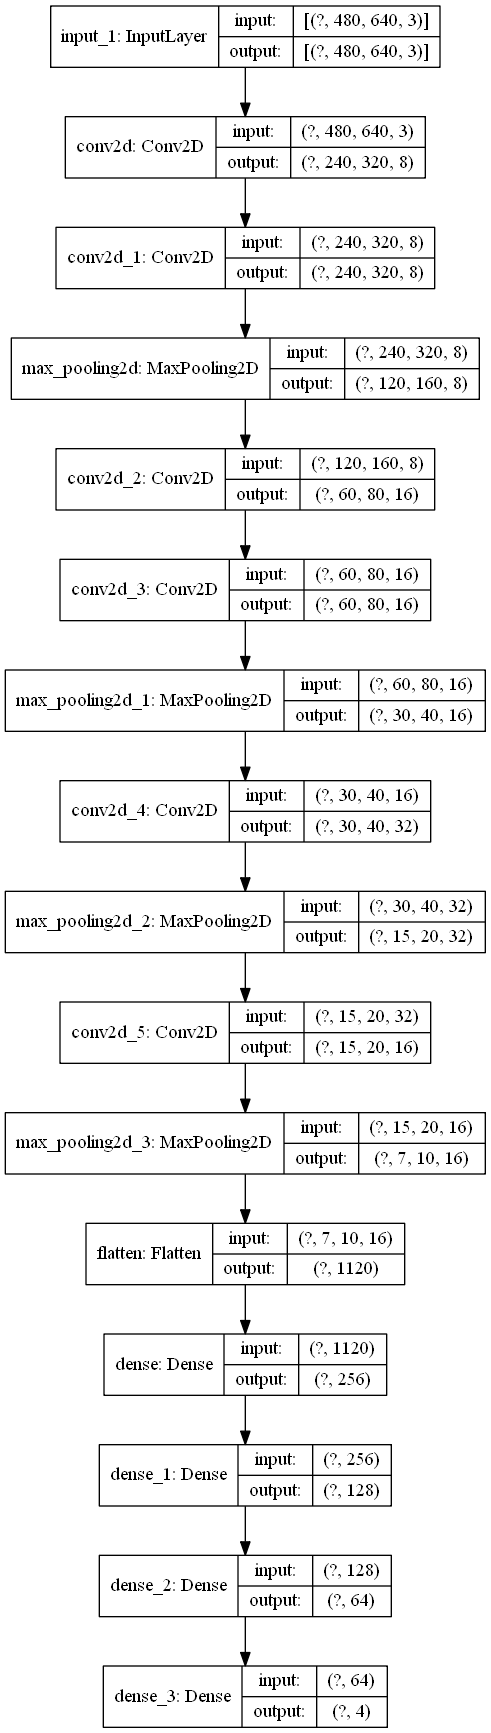 input_1: InputLayer
input:
[(?, 480, 640, 3)]
output:
[(?, 480, 640, 3)]
conv2d: Conv2D
input:
(?, 480, 640, 3)
output:
(?, 240, 320, 8)
conv2d_1: Conv2D
input:
(?, 240, 320, 8)
output:
(?, 240, 320, 8)
max_pooling2d: MaxPooling2D
input:
(?, 240, 320, 8)
output:
(?, 120, 160, 8)
conv2d_2: Conv2D
input:
(?, 120, 160, 8)
output:
(?, 60, 80, 16)
conv2d_3: Conv2D
input:
(?, 60, 80, 16)
output:
(?, 60, 80, 16)
max_pooling2d_1: MaxPooling2D
input:
(?, 60, 80, 16)
output:
(?, 30, 40, 16)
conv2d_4: Conv2D
input:
(?, 30, 40, 16)
output:
(?, 30, 40, 32)
max_pooling2d_2: MaxPooling2D
input:
(?, 30, 40, 32)
output:
(?, 15, 20, 32)
conv2d_5: Conv2D
input:
(?, 15, 20, 32)
output:
(?, 15, 20, 16)
max_pooling2d_3: MaxPooling2D
input:
(?, 15, 20, 16)
output:
(?, 7, 10, 16)
flatten: Flatten
input:
(?, 7, 10, 16)
output:
(?, 1120)
dense: Dense
input:
(?, 1120)
output:
(?, 256)
dense_1: Dense
input:
(?, 256)
output:
(?, 128)
dense_2: Dense
input:
(?, 128)
output:
(?, 64)
dense_3: Dense
input:
(?, 64)
output:
(?, 4)